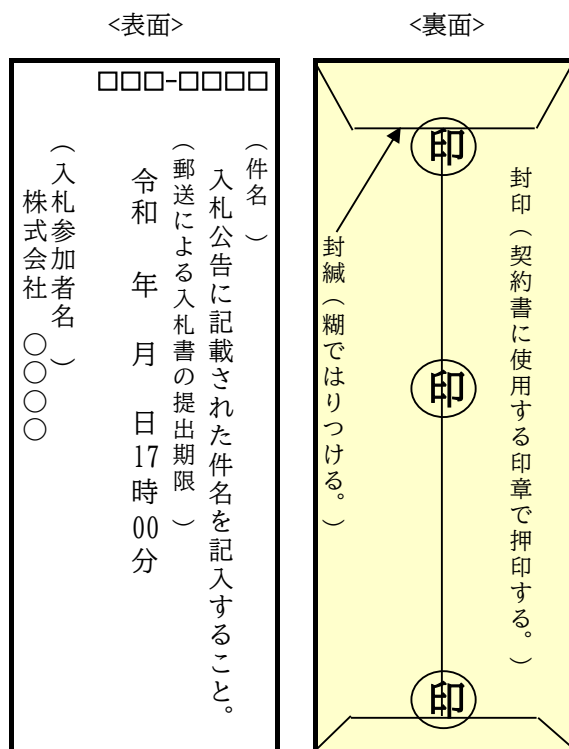 <表面>
□□□-□□□□
（件名）
入札公告に記載された件名を記入すること。
（郵送による入札書の提出期限）
令和　年　月　日17時00分
（入札参加者名）
株式会社　○○○○
<裏面>
印
封印（契約書に使用する印章で押印する。）
印
封緘（糊ではりつける。）
印